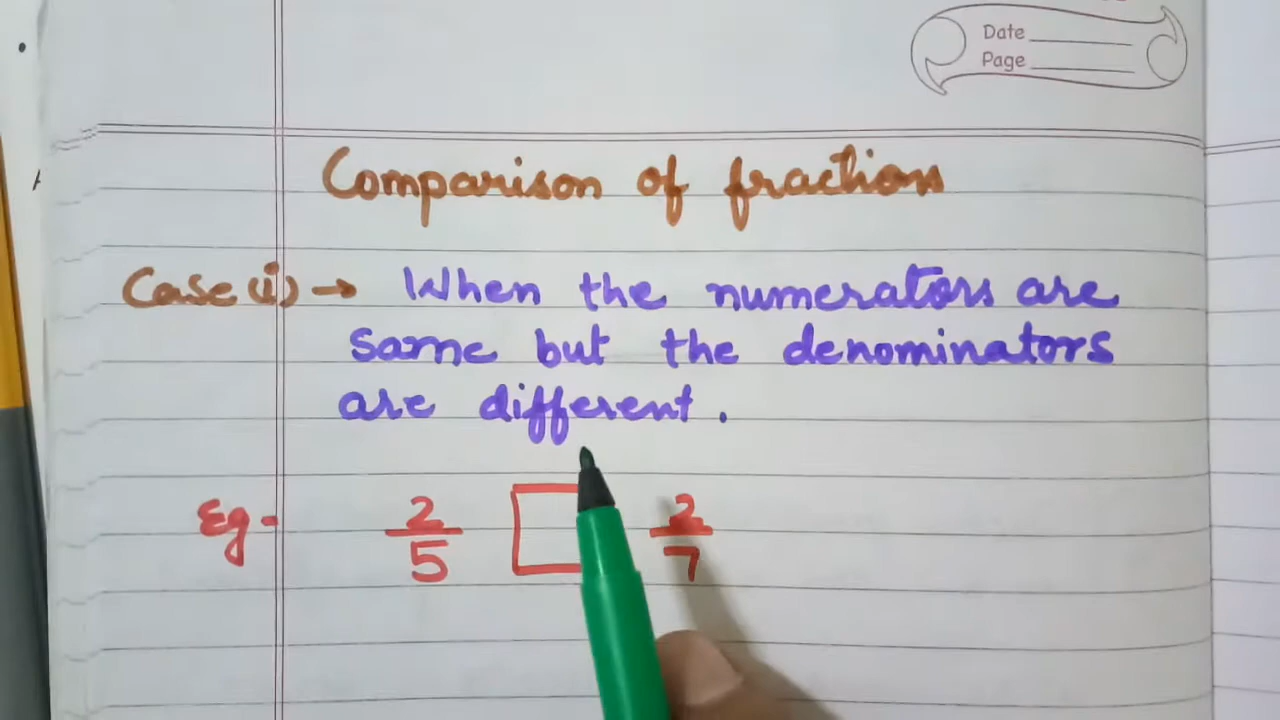 Date
Page
Comparison of fractions
Case (i) → When the numerators are
same but the denominators
are different.
Eg- 2/5 □ 2/7